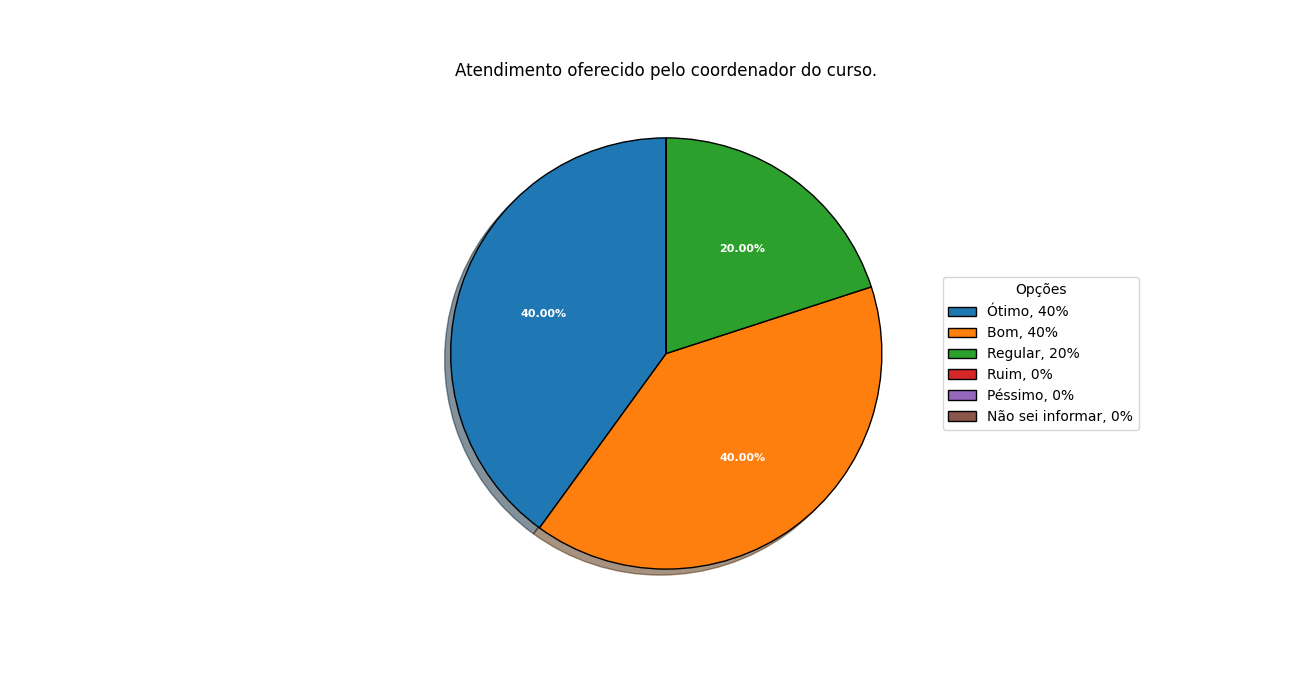 Atendimento oferecido pelo coordenador do curso.
20.00%
40.00%
40.00%
Opções
Ótimo, 40%
Bom, 40%
Regular, 20%
Ruim, 0%
Péssimo, 0%
Não sei informar, 0%